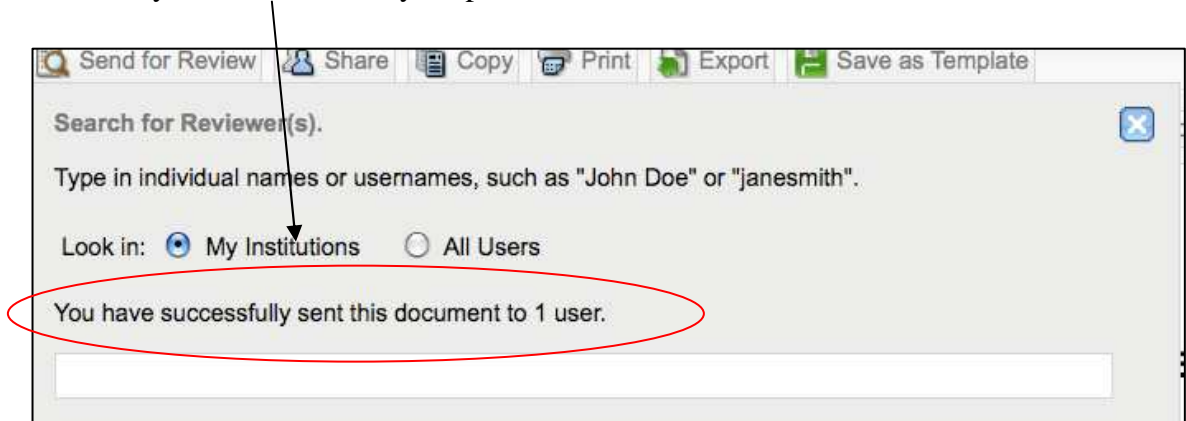 Send for Review Share Copy Print Export Save as Template
Search for Reviewer(s).
Type in individual names or usernames, such as "John Doe" or "janesmith".
Look in: My Institutions All Users
You have successfully sent this document to 1 user.